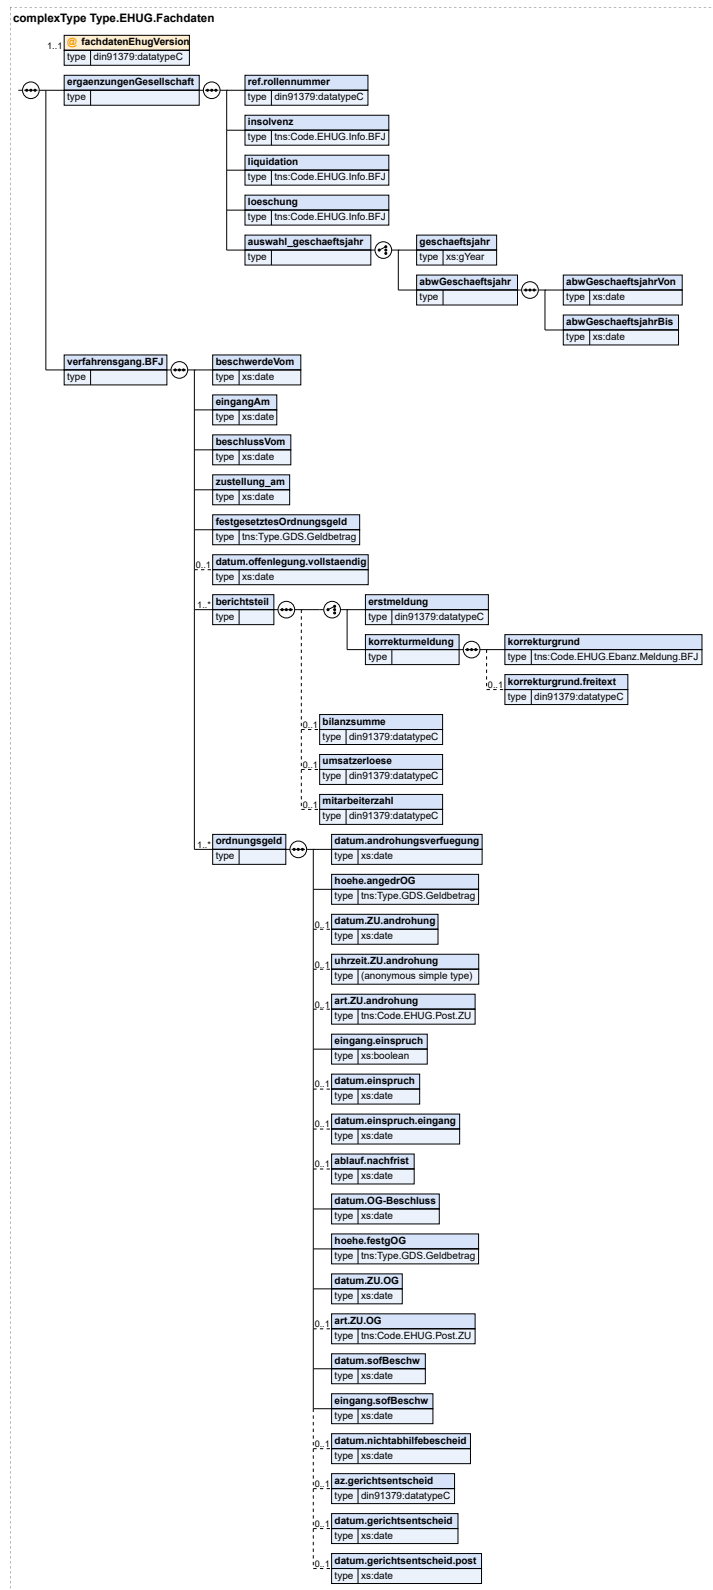 complexType Type.EHUG.Fachdaten
1..1
@ fachdatenEhugVersion
type din91379:datatypeC
ergaenzungenGesellschaft
type
ref.rollennummer
type din91379:datatypeC
insolvenz
type tns:Code.EHUG.Info.BFJ
liquidation
type tns:Code.EHUG.Info.BFJ
loeschung
type tns:Code.EHUG.Info.BFJ
auswahl_geschaeftsjahr
type
geschaeftsjahr
type xs:gYear
abwGeschaeftsjahr
type
abwGeschaeftsjahrVon
type xs:date
abwGeschaeftsjahrBis
type xs:date
verfahrensgang.BFJ
type
beschwerdeVom
type xs:date
eingangAm
type xs:date
beschlussVom
type xs:date
zustellung_am
type xs:date
festgesetztesOrdnungsgeld
type tns:Type.GDS.Geldbetrag
0..1
datum.offenlegung.vollstaendig
type xs:date
1..*
berichtsteil
type
erstmeldung
type din91379:datatypeC
korrekturmeldung
type
korrekturgrund
type tns:Code.EHUG.Ebanz.Meldung.BFJ
0..1
korrekturgrund.freitext
type din91379:datatypeC
0..1
bilanzsumme
type din91379:datatypeC
0..1
umsatzerloese
type din91379:datatypeC
0..1
mitarbeiterzahl
type din91379:datatypeC
1..*
ordnungsgeld
type
datum.androhungsverfuegung
type xs:date
hoehe.angedrOG
type tns:Type.GDS.Geldbetrag
0..1
datum.ZU.androhung
type xs:date
0..1
uhrzeit.ZU.androhung
type (anonymous simple type)
0..1
art.ZU.androhung
type tns:Code.EHUG.Post.ZU
eingang.einspruch
type xs:boolean
0..1
datum.einspruch
type xs:date
0..1
datum.einspruch.eingang
type xs:date
0..1
ablauf.nachfrist
type xs:date
datum.OG-Beschluss
type xs:date
hoehe.festgOG
type tns:Type.GDS.Geldbetrag
datum.ZU.OG
type xs:date
0..1
art.ZU.OG
type tns:Code.EHUG.Post.ZU
datum.sofBeschw
type xs:date
eingang.sofBeschw
type xs:date
0..1
datum.nichtabhilfebescheid
type xs:date
0..1
az.gerichtsentscheid
type din91379:datatypeC
0..1
datum.gerichtsentscheid
type xs:date
0..1
datum.gerichtsentscheid.post
type xs:date